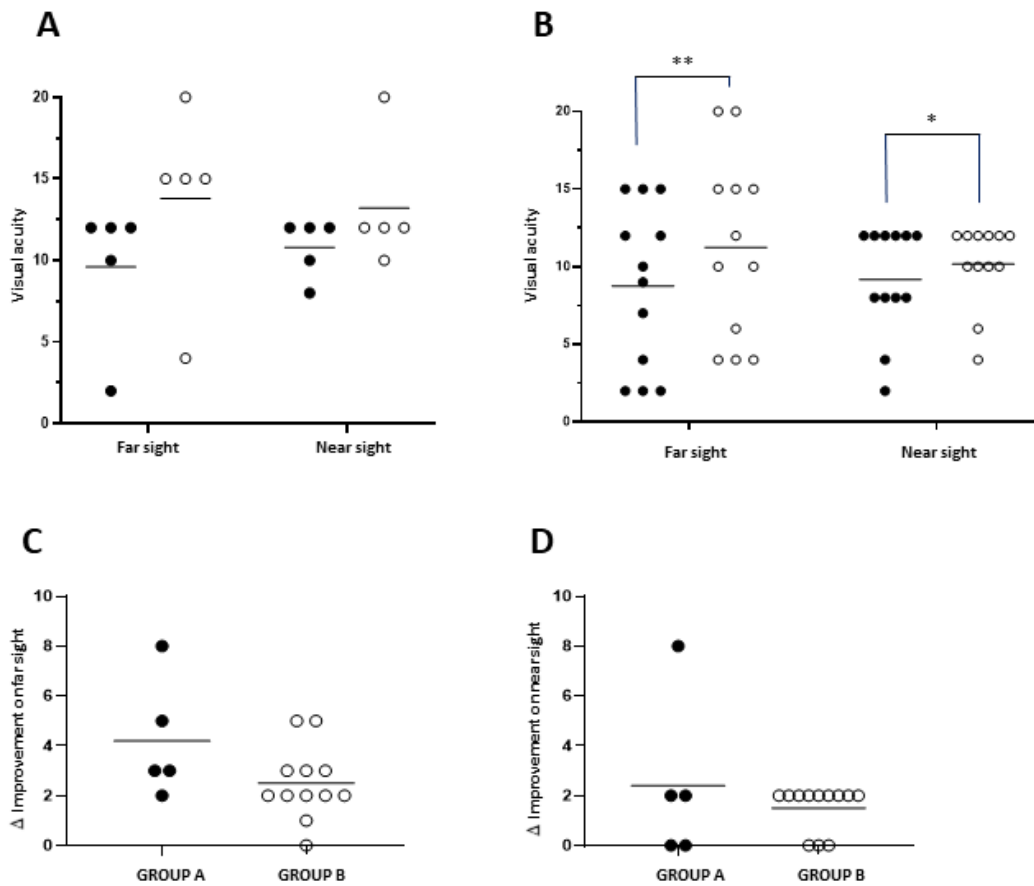 A
Visual acuity
20
15
10
5
0
Far sight
Near sight
B
**
*
Visual acuity
20
15
10
5
0
Far sight
Near sight
C
Δ Improvement on far sight
10
8
6
4
2
0
GROUP A
GROUP B
D
Δ Improvement on near sight
10
8
6
4
2
0
GROUP A
GROUP B